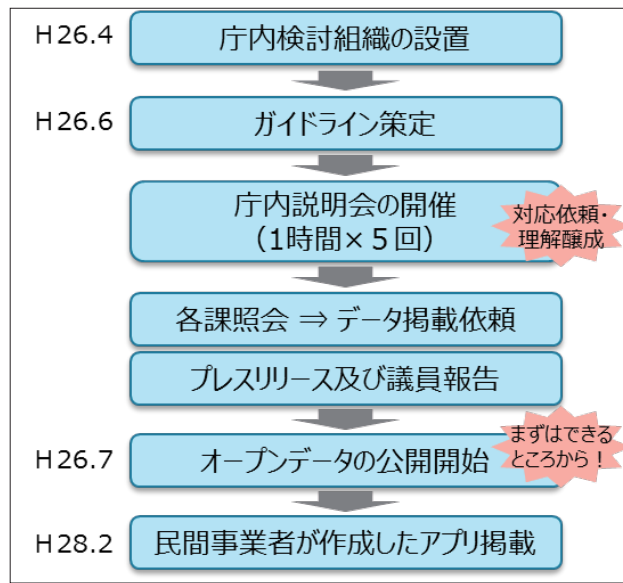 H26.4 庁内検討組織の設置
H26.6 ガイドライン策定
庁内説明会の開催
(1時間×5回)
対応依頼・
理解醸成
各課照会 ⇒ データ掲載依頼
プレスリリース及び議員報告
H26.7 オープンデータの公開開始
まずはできる
ところから!
H28.2 民間事業者が作成したアプリ掲載